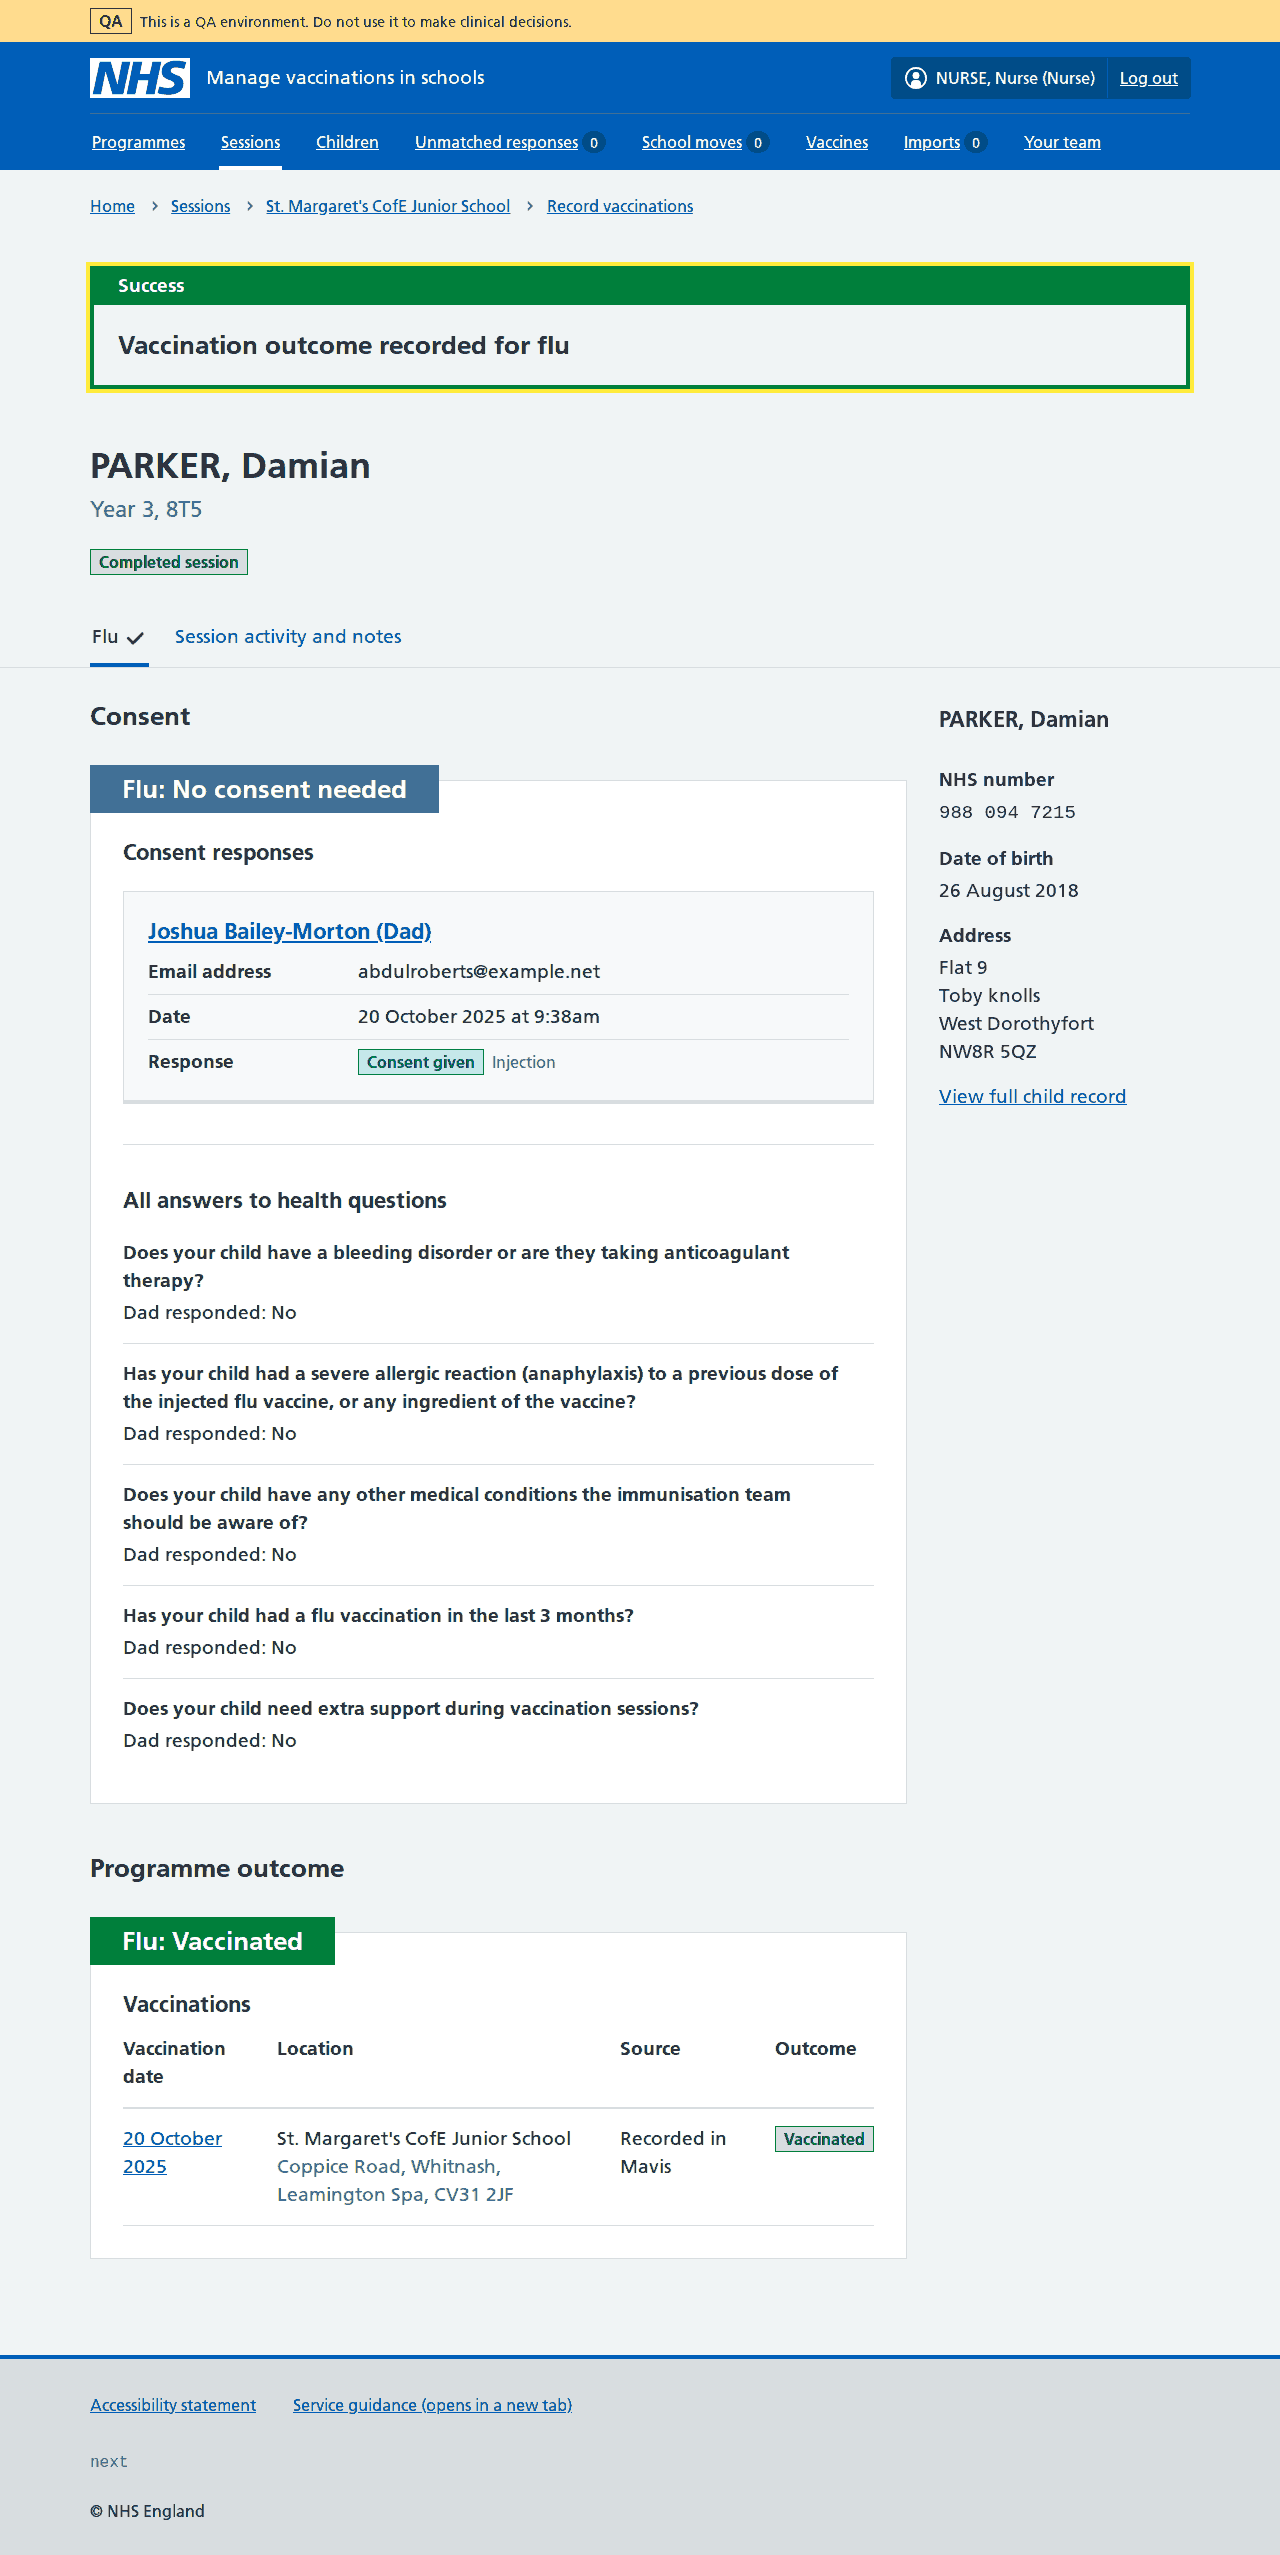 QA This is a QA environment. Do not use it to make clinical decisions.
NHS Manage vaccinations in schools NURSE, Nurse (Nurse) Log out
Programmes Sessions Children Unmatched responses 0 School moves 0 Vaccines Imports 0 Your team
Home Sessions St. Margaret's CofE Junior School Record vaccinations
Success
Vaccination outcome recorded for flu
PARKER, Damian
Year 3, 8T5
Completed session
Flu Session activity and notes
Consent
Flu: No consent needed
Consent responses
Joshua Bailey-Morton (Dad)
Email address abdulroberts@example.net
Date 20 October 2025 at 9:38am
Response Consent given Injection
All answers to health questions
Does your child have a bleeding disorder or are they taking anticoagulant
therapy?
Dad responded: No
Has your child had a severe allergic reaction (anaphylaxis) to a previous dose of
the injected flu vaccine, or any ingredient of the vaccine?
Dad responded: No
Does your child have any other medical conditions the immunisation team
should be aware of?
Dad responded: No
Has your child had a flu vaccination in the last 3 months?
Dad responded: No
Does your child need extra support during vaccination sessions?
Dad responded: No
PARKER, Damian
NHS number
988 094 7215
Date of birth
26 August 2018
Address
Flat 9
Toby knolls
West Dorothyfort
NW8R 5QZ
View full child record
Programme outcome
Flu: Vaccinated
Vaccinations
Vaccination Location Source Outcome
date
20 October St. Margaret's CofE Junior School Recorded in Vaccinated
2025 Coppice Road, Whitnash, Mavis
Leamington Spa, CV31 2JF
Accessibility statement Service guidance (opens in a new tab)
next
© NHS England